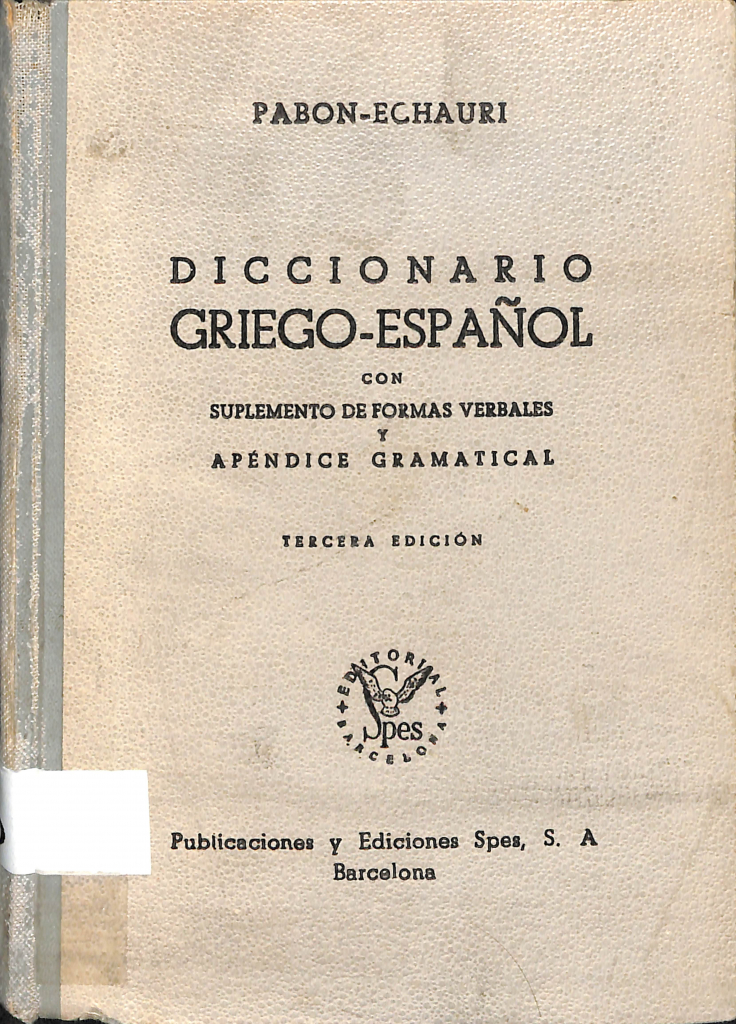 PABON-ECHAURI
DICCIONARIO
GRIEGO-ESPAÑOL
CON
SUPLEMENTO DE FORMAS VERBALES
Y
APÉNDICE GRAMATICAL
TERCERA EDICIÓN
EDITORIAL
Spes
BARCELONA
Publicaciones y Ediciones Spes, S. A
Barcelona